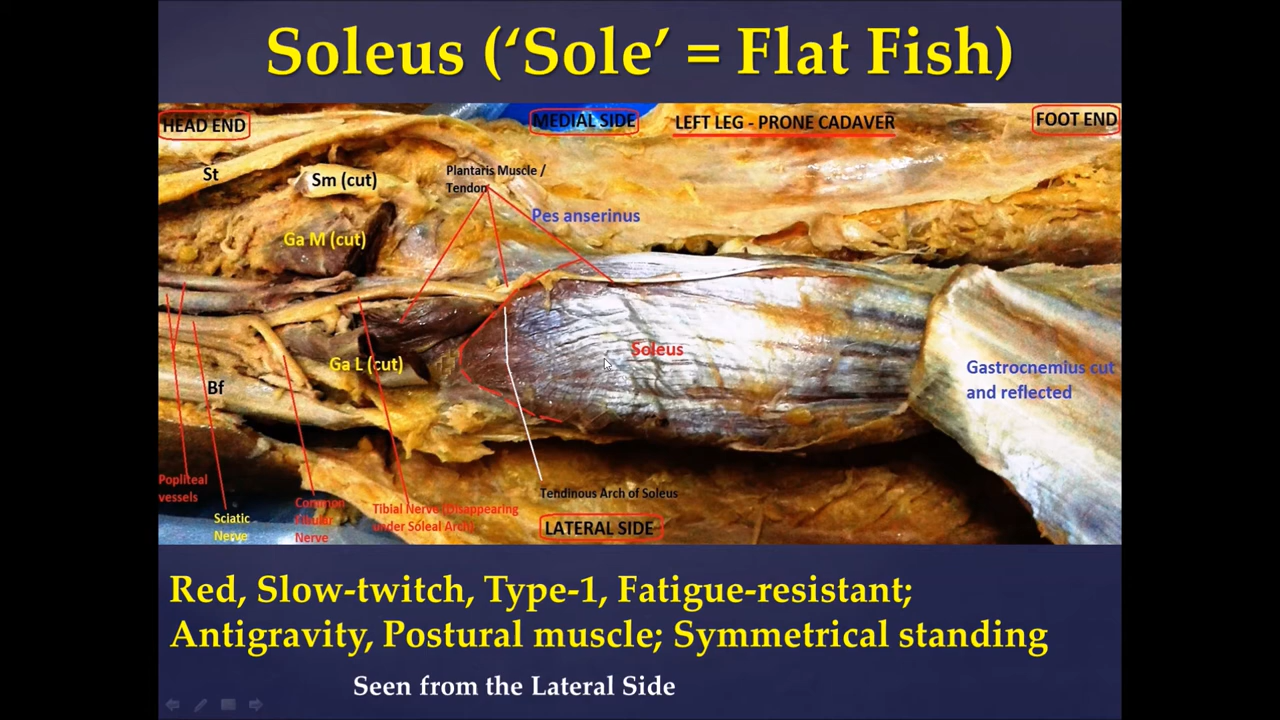 Soleus (‘Sole’ = Flat Fish)
HEAD END
MEDIAL SIDE
LEFT LEG - PRONE CADAVER
FOOT END
St
Sm (cut)
Plantaris Muscle /
Tendon
Pes anserinus
Ga M (cut)
Soleus
Ga L (cut)
Gastrocnemius cut
and reflected
Bf
Popliteal
vessels
Sciatic
Nerve
Common
Fibular
Nerve
Tibial Nerve (Disappearing
under Soleal Arch)
Tendinous Arch of Soleus
LATERAL SIDE
Red, Slow-twitch, Type-1, Fatigue-resistant;
Antigravity, Postural muscle; Symmetrical standing
Seen from the Lateral Side